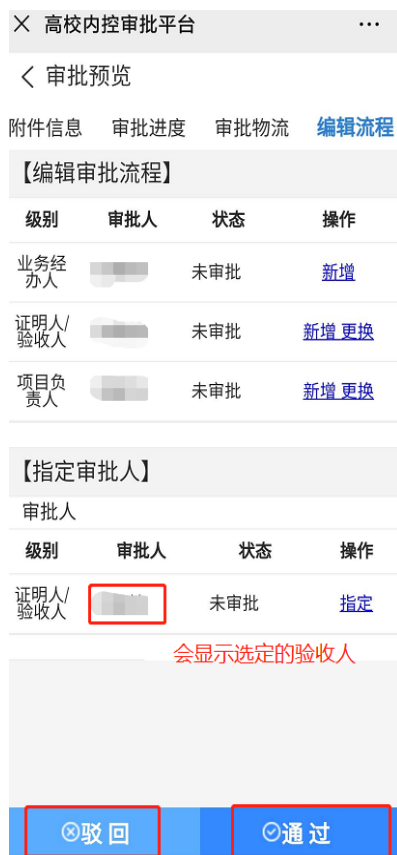 高校内控审批平台
审批预览
附件信息 审批进度 审批物流 编辑流程
【编辑审批流程】
级别 审批人 状态 操作
业务经
办人
未审批 新增
证明人/
验收人
未审批 新增 更换
项目负
责人
未审批 新增 更换
【指定审批人】
审批人
级别 审批人 状态 操作
证明人/
验收人
未审批 指定
会显示选定的验收人
驳回 通过